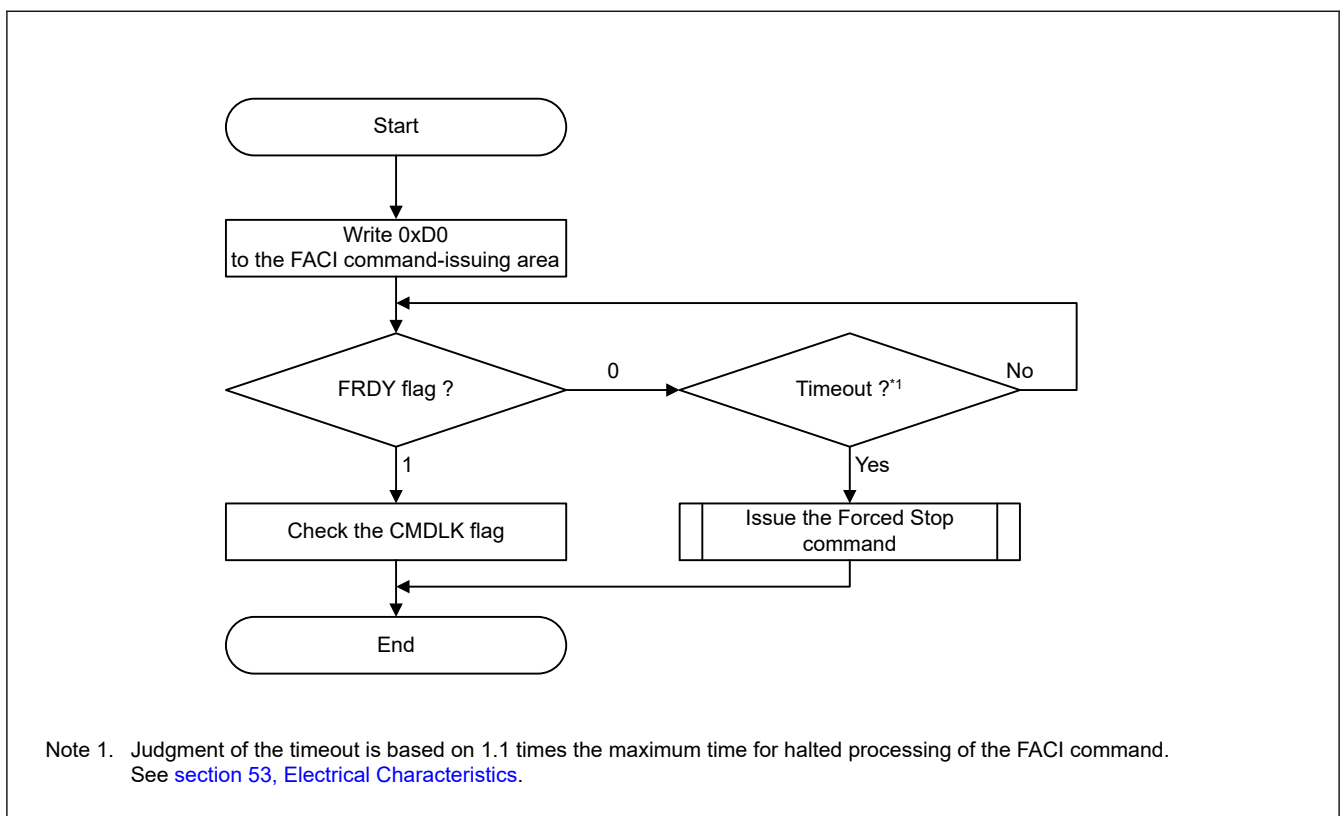 Start
Write 0xD0
to the FACI command-issuing area
FRDY flag ?
0
Timeout ?*1
No
1
Yes
Check the CMDLK flag
Issue the Forced Stop
command
End
Note 1. Judgment of the timeout is based on 1.1 times the maximum time for halted processing of the FACI command.
See section 53, Electrical Characteristics.